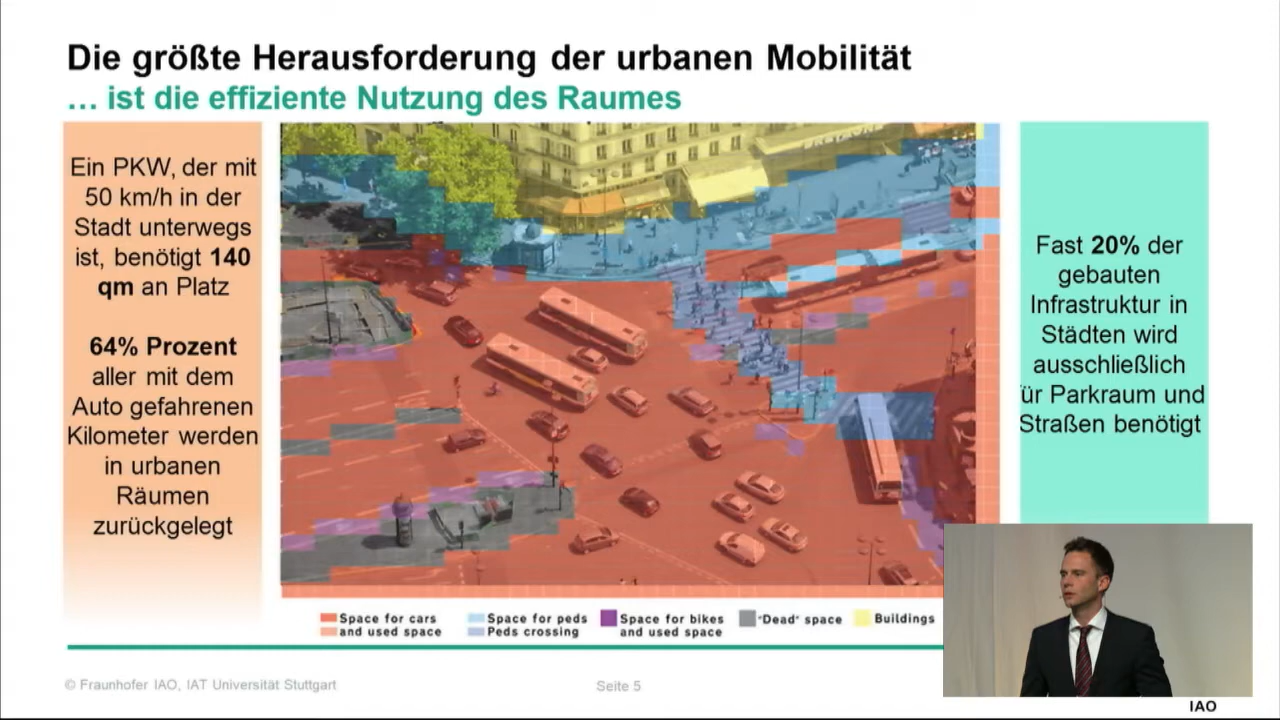 Die größte Herausforderung der urbanen Mobilität
… ist die effiziente Nutzung des Raumes
Ein PKW, der mit
50 km/h in der
Stadt unterwegs
ist, benötigt 140
qm an Platz
64% Prozent
aller mit dem
Auto gefahrenen
Kilometer werden
in urbanen
Räumen
zurückgelegt
Fast 20% der
gebauten
Infrastruktur in
Städten wird
ausschließlich
ür Parkraum und
Straßen benötigt
Space for cars
and used space
Space for peds
Peds crossing
Space for bikes
and used space
"Dead" space
Buildings
© Fraunhofer IAO, IAT Universität Stuttgart
Seite 5
IAO